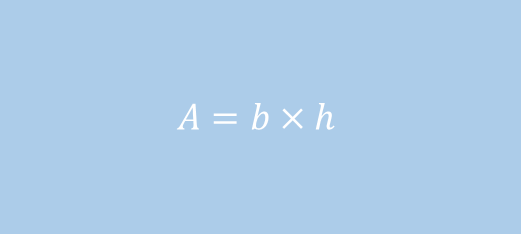 A = b × h